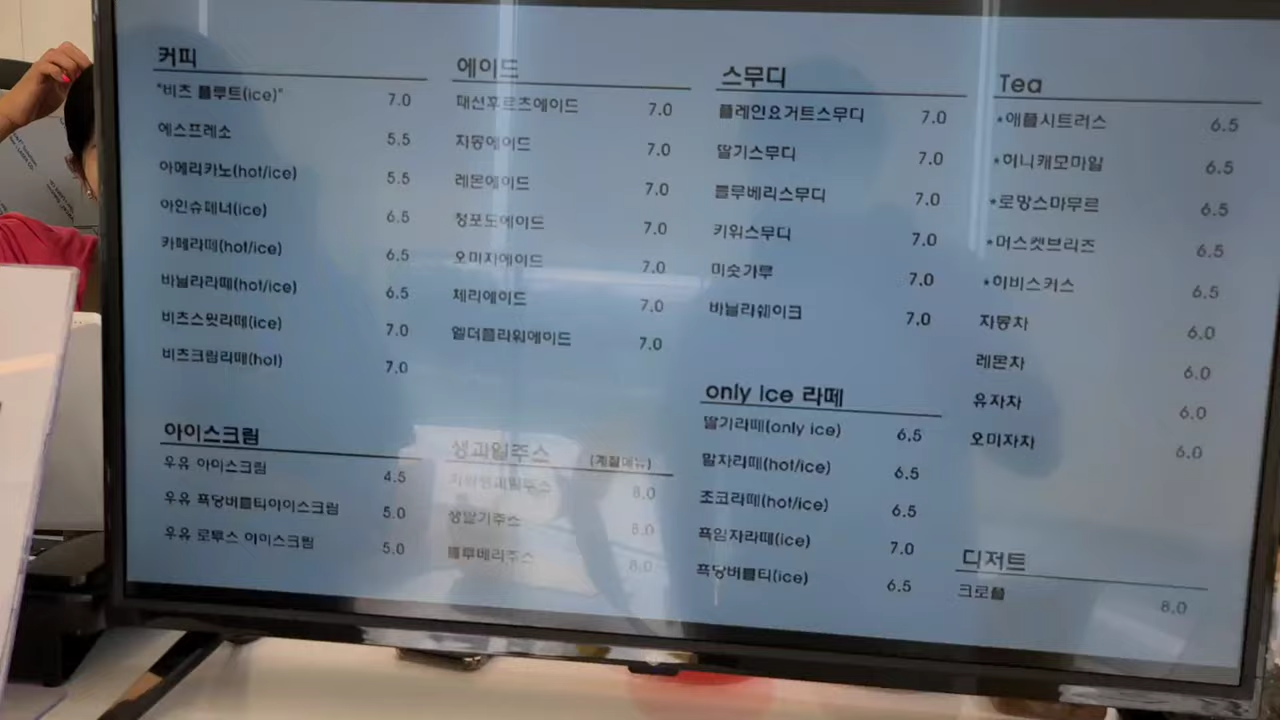 커피
"비츠 플루트(ice)" 7.0
에스프레소 5.5
아메리카노(hot/ice) 5.5
아인슈페너(ice) 6.5
카페라떼(hot/ice) 6.5
바닐라라떼(hot/ice) 6.5
비츠스윗라떼(ice) 7.0
비츠크림라떼(hot) 7.0
아이스크림
우유 아이스크림 4.5
우유 흑당버블티아이스크림 5.0
우유 로투스 아이스크림 5.0
에이드
패션후르츠에이드 7.0
자몽에이드 7.0
레몬에이드 7.0
청포도에이드 7.0
오미자에이드 7.0
체리에이드 7.0
엘더플라워에이드 7.0
생과일주스 (계절메뉴)
8.0
생딸기주스 8.0
블루베리주스 8.0
스무디
플레인요거트스무디 7.0
딸기스무디 7.0
블루베리스무디 7.0
키위스무디 7.0
미숫가루 7.0
바닐라쉐이크 7.0
only ice 라떼
딸기라떼(only ice) 6.5
말차라떼(hot/ice) 6.5
초코라떼(hot/ice) 6.5
흑임자라떼(ice) 7.0
흑당버블티(ice) 6.5
Tea
*애플시트러스 6.5
*허니캐모마일 6.5
*로망스마무르 6.5
*머스켓브리즈 6.5
*히비스커스 6.5
자몽차 6.0
레몬차 6.0
유자차 6.0
오미자차 6.0
디저트
크로플 8.0